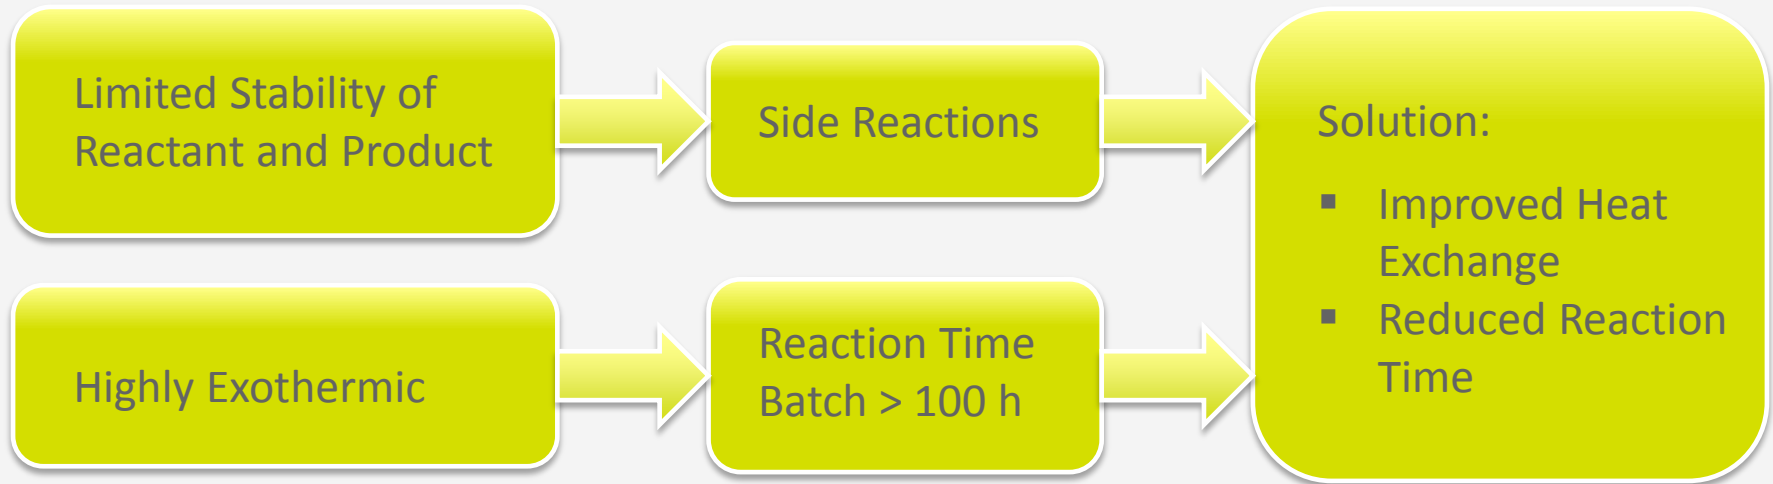 Limited Stability of
Reactant and Product
Side Reactions
Highly Exothermic
Reaction Time
Batch > 100 h
Solution:
▪ Improved Heat
Exchange
▪ Reduced Reaction
Time